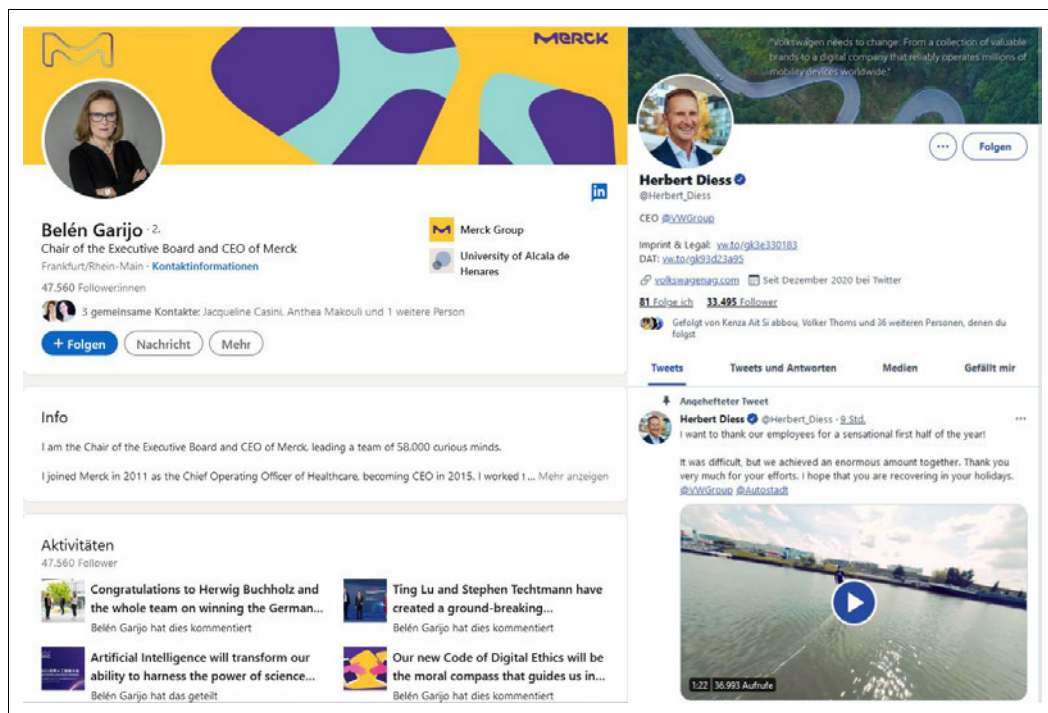 MERCK
Belén Garijo · 2.
Chair of the Executive Board and CEO of Merck
Frankfurt/Rhein-Main · Kontaktinformationen
47.560 Follower:innen
3 gemeinsame Kontakte: Jacqueline Casini, Anthea Makouli und 1 weitere Person
+ Folgen
Nachricht
Mehr
in
Merck Group
University of Alcala de
Henares
Info
I am the Chair of the Executive Board and CEO of Merck, leading a team of 58.000 curious minds.
I joined Merck in 2011 as the Chief Operating Officer of Healthcare, becoming CEO in 2015. I worked t... Mehr anzeigen
Aktivitäten
47.560 Follower
Congratulations to Herwig Buchholz and
the whole team on winning the German...
Belén Garijo hat dies kommentiert
Ting Lu and Stephen Techtmann have
created a ground-breaking...
Belén Garijo hat dies kommentiert
Artificial Intelligence will transform our
ability to harness the power of science...
Belén Garijo hat das geteilt
Our new Code of Digital Ethics will be
the moral compass that guides us in...
Belén Garijo hat dies kommentiert
"Volkswagen needs to change: From a collection of valuable
brands to a digital company that reliably operates millions of
mobility devices worldwide."
Folgen
Herbert Diess
@Herbert_Diess
CEO @VWGroup
Imprint & Legal: vw.to/gk3e330183
DAT: vw.to/gk93d23a95
volkswagenag.com Seit Dezember 2020 bei Twitter
81 Folge ich 33.495 Follower
Gefolgt von Kenza Ait Si abbou, Volker Thoms und 36 weiteren Personen, denen du
folgst
Tweets
Tweets und Antworten
Medien
Gefällt mir
Angehefteter Tweet
Herbert Diess @Herbert_Diess · 9 Std.
I want to thank our employees for a sensational first half of the year!
It was difficult, but we achieved an enormous amount together. Thank you
very much for your efforts. I hope that you are recovering in your holidays.
@VWGroup @Autostadt
1:22 36.993 Aufrufe